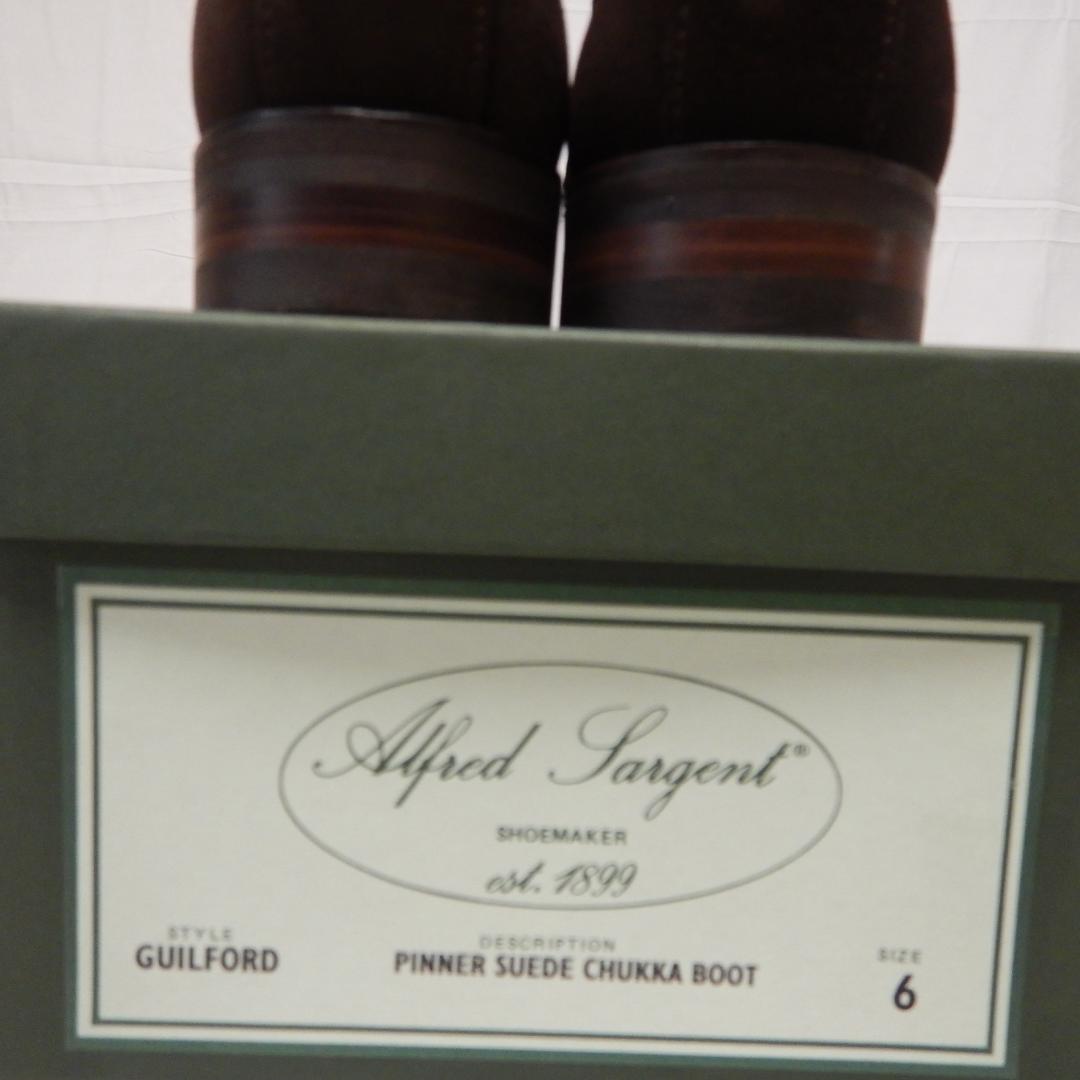 Alfred Sargent®
SHOEMAKER
est. 1899
STYLE
GUILFORD
DESCRIPTION
PINNER SUEDE CHUKKA BOOT
SIZE
6